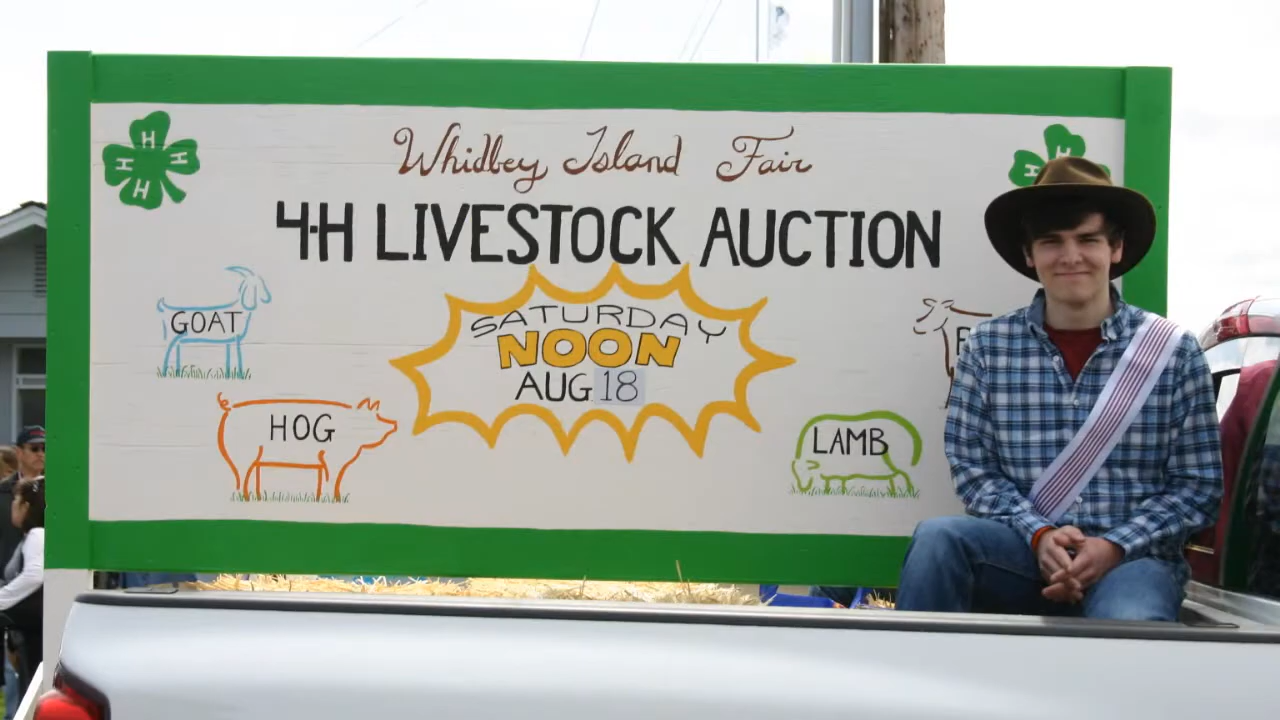 Whidbey Island Fair
4-H LIVESTOCK AUCTION
H
H H
H
H
GOAT
SATURDAY
NOON
AUG 18
HOG
LAMB